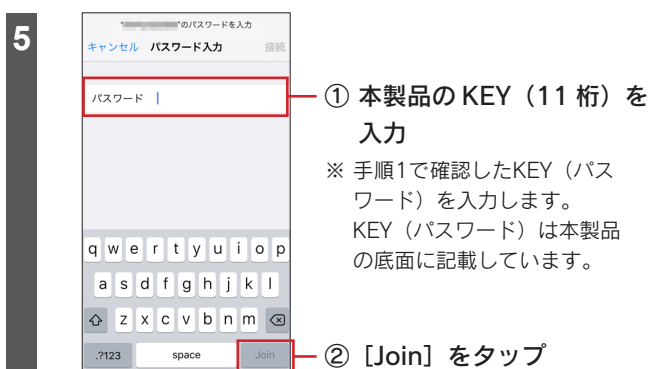 5
"のパスワードを入力
キャンセル パスワード入力 接続
パスワード
① 本製品の KEY（11 桁）を
入力
※ 手順1で確認したKEY（パス
ワード）を入力します。
KEY（パスワード）は本製品
の底面に記載しています。
q w e r t y u i o p
a s d f g h j k l
z x c v b n m
.?123 space Join
② ［Join］をタップ